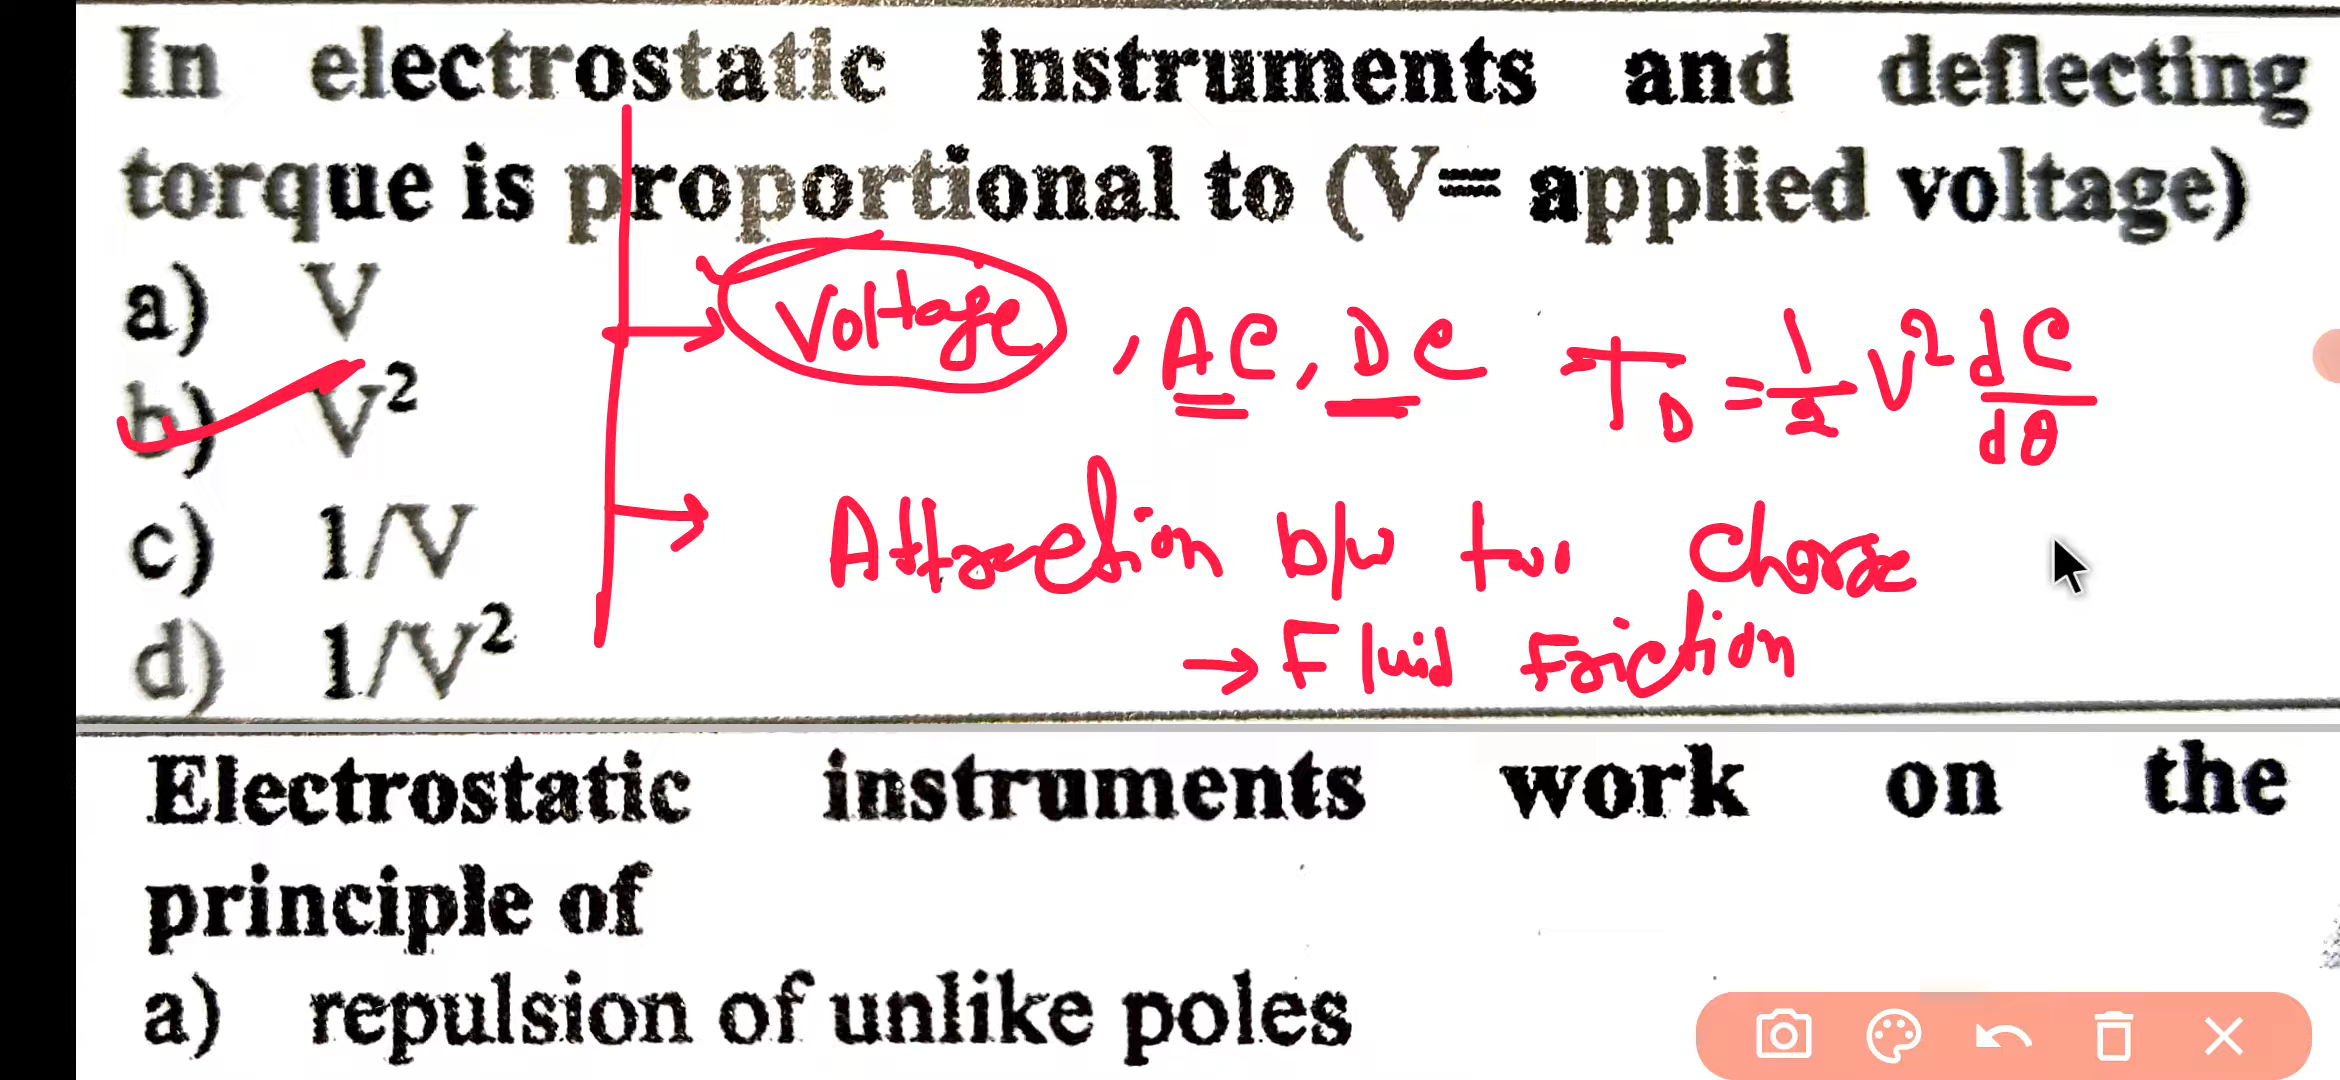 In electrostatic instruments and deflecting
torque is proportional to (V= applied voltage)
a) V
b) V²
c) 1/V
d) 1/V²
Voltage, AC, DC T_D = 1/2 V² dC/dθ
Attraction b/w two charge
→ Fluid Friction
Electrostatic instruments work on the
principle of
a) repulsion of unlike poles